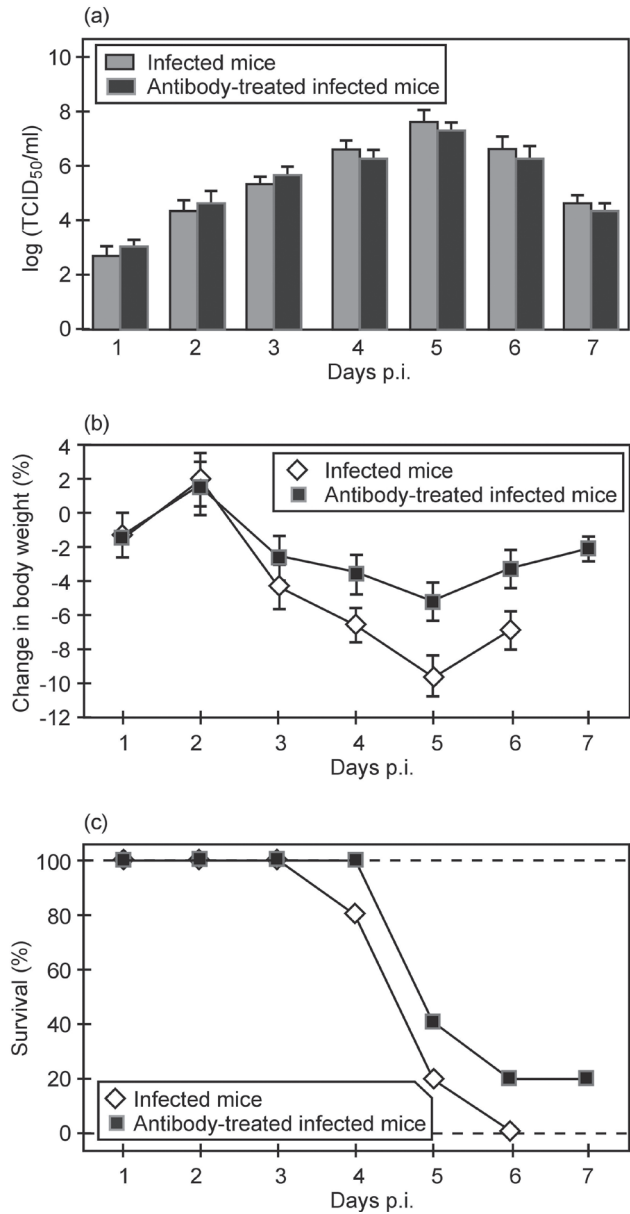 (a)
10
8
6
4
2
0
log (TCID50/ml)
Infected mice
Antibody-treated infected mice
1 2 3 4 5 6 7
Days p.i.
(b)
4
2
0
-2
-4
-6
-8
-10
-12
Change in body weight (%)
Infected mice
Antibody-treated infected mice
1 2 3 4 5 6 7
Days p.i.
(c)
100
80
60
40
20
0
Survival (%)
Infected mice
Antibody-treated infected mice
1 2 3 4 5 6 7
Days p.i.